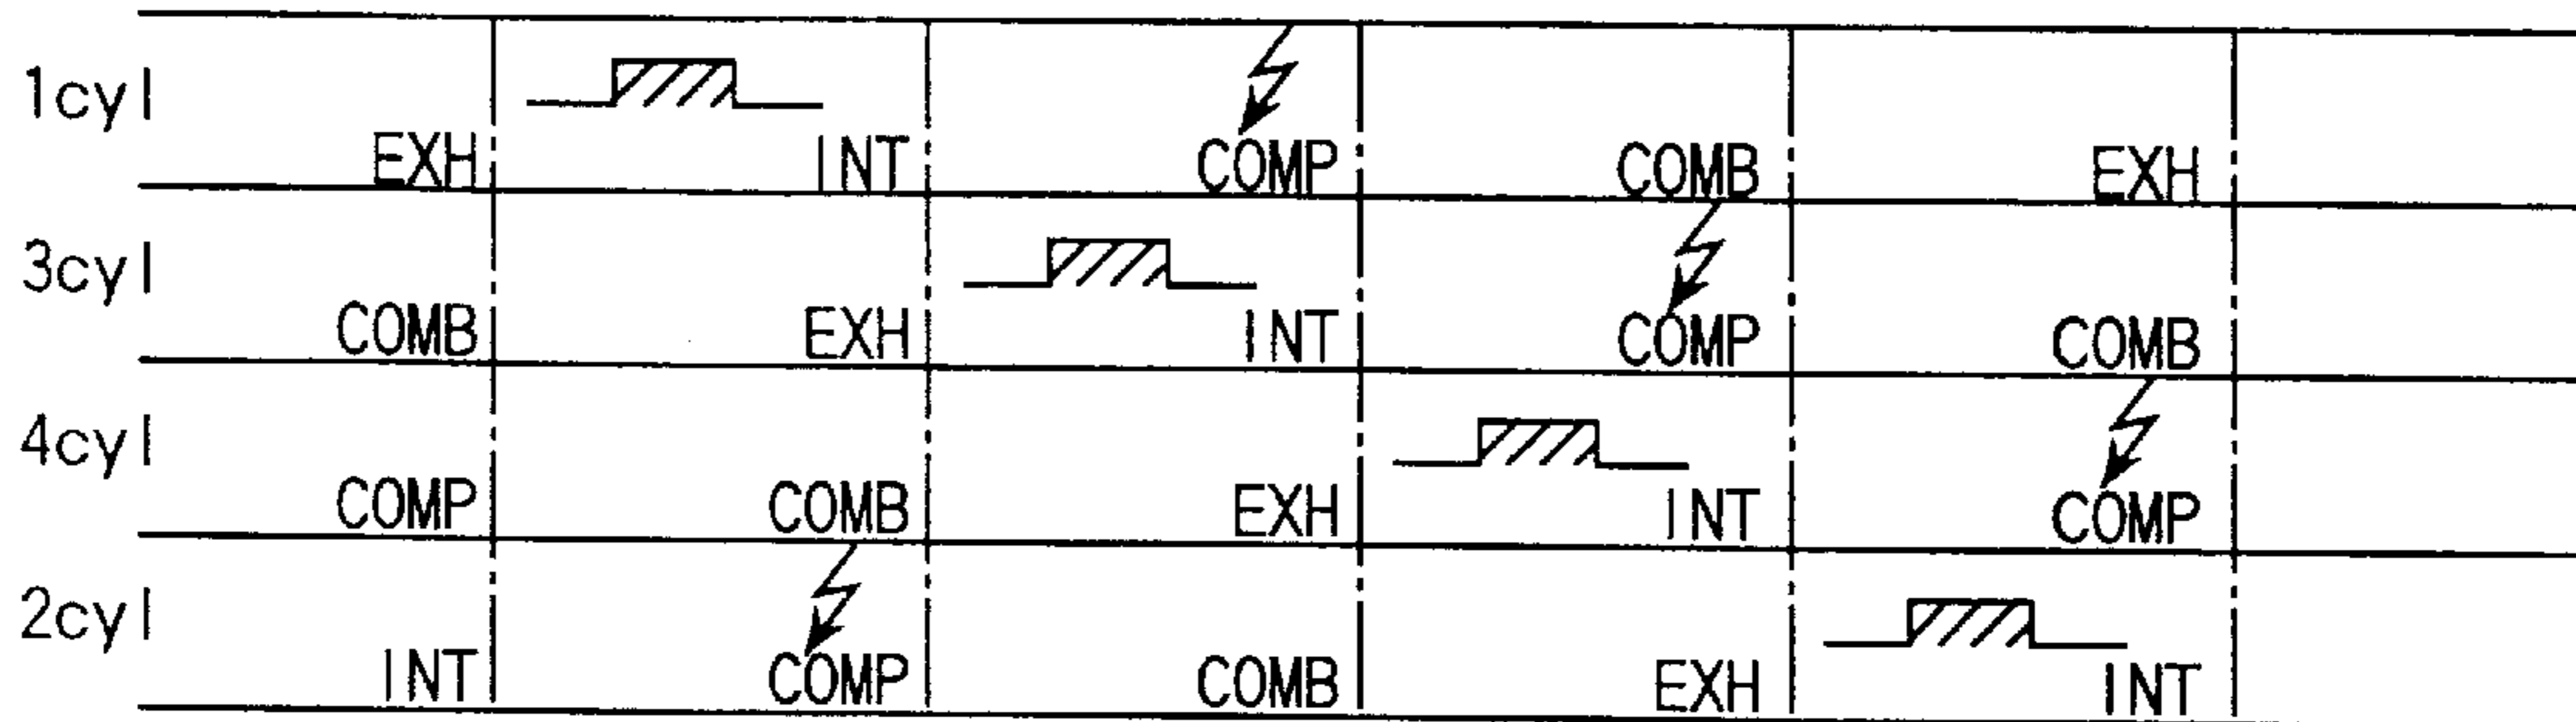 1cyl EXH INT COMP COMB EXH
3cyl COMB EXH INT COMP COMB
4cyl COMP COMB EXH INT COMP
2cyl INT COMP COMB EXH INT